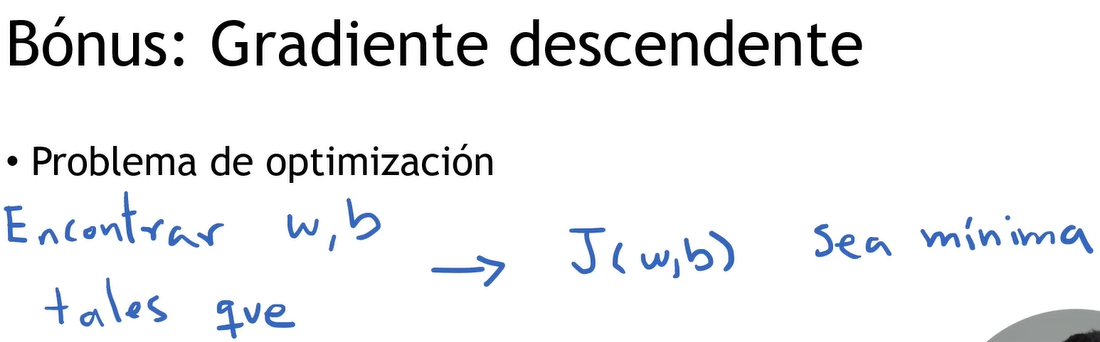 Bónus: Gradiente descendente
• Problema de optimización
Encontrar w,b
tales que → J(w,b) sea mínima